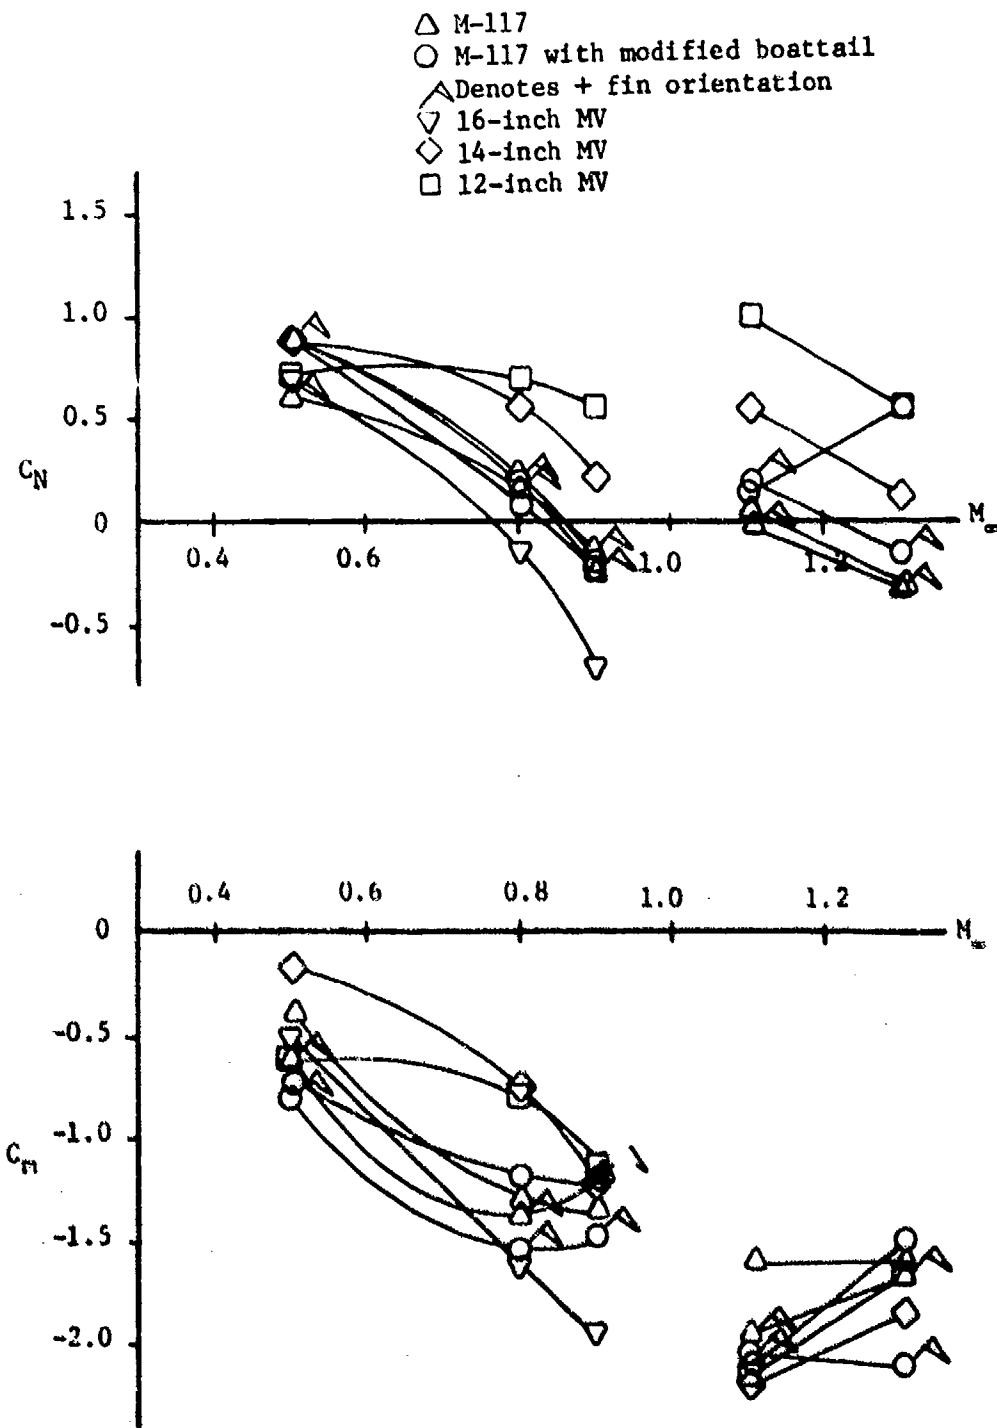 M-117
M-117 with modified boattail
Denotes + fin orientation
16-inch MV
14-inch MV
12-inch MV
1.5
1.0
0.5
C_N
0
M_∞
0.4
0.6
1.0
1.2
-0.5
0.4
0.6
0.8
1.0
1.2
0
M_∞
-0.5
-1.0
C_m
-1.5
-2.0